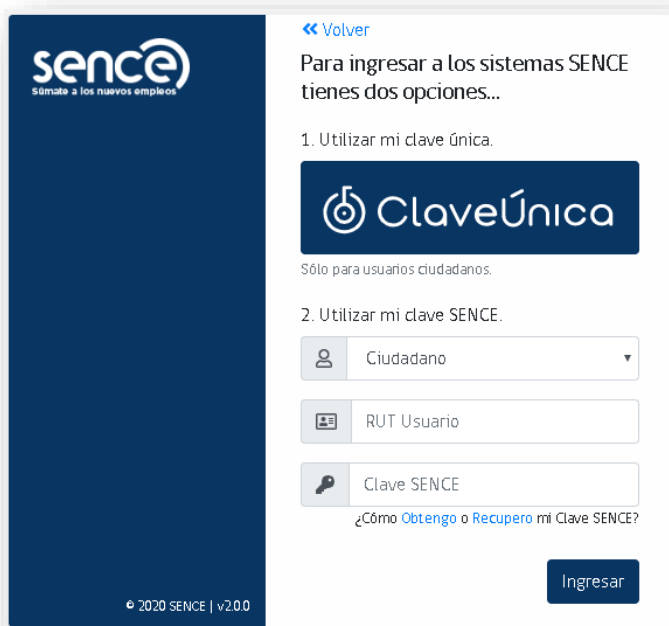 sence
Súmate a los nuevos empleos
© 2020 SENCE | v2.0.0
Volver
Para ingresar a los sistemas SENCE
tienes dos opciones...
1. Utilizar mi clave única.
ClaveÚnica
Sólo para usuarios ciudadanos.
2. Utilizar mi clave SENCE.
Ciudadano
RUT Usuario
Clave SENCE
¿Cómo Obtengo o Recupero mi Clave SENCE?
Ingresar